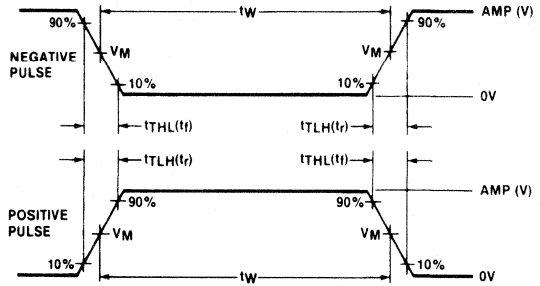 tW
90%
90%
AMP (V)
NEGATIVE
PULSE
VM
VM
10%
10%
0V
tTHL(tf)
tTLH(tr)
tTLH(tr)
tTHL(tf)
AMP (V)
90%
90%
POSITIVE
PULSE
VM
VM
10%
10%
tW
0V